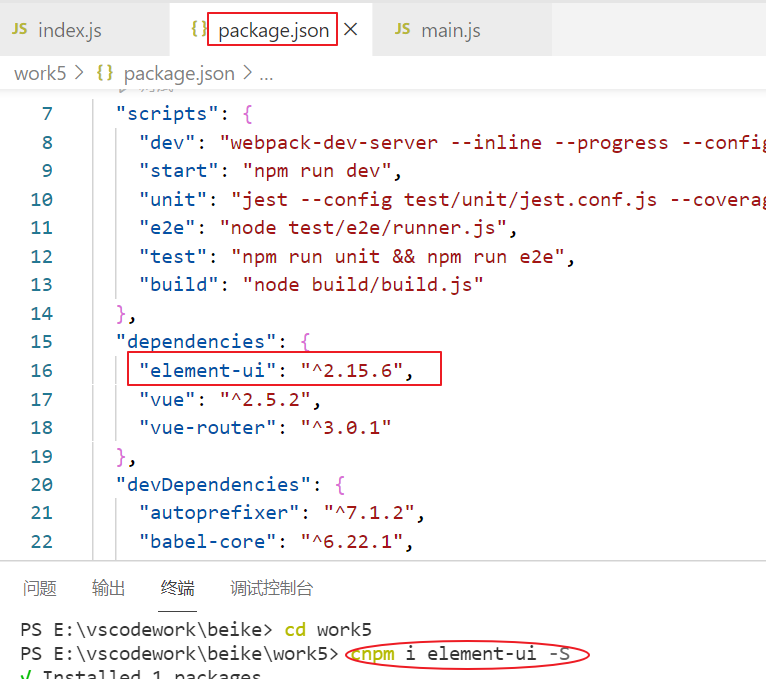 JS index.js {} package.json × JS main.js
work5 > {} package.json > ...
7 "scripts": {
8 "dev": "webpack-dev-server --inline --progress --config
9 "start": "npm run dev",
10 "unit": "jest --config test/unit/jest.conf.js --coverag
11 "e2e": "node test/e2e/runner.js",
12 "test": "npm run unit && npm run e2e",
13 "build": "node build/build.js"
14 },
15 "dependencies": {
16 "element-ui": "^2.15.6",
17 "vue": "^2.5.2",
18 "vue-router": "^3.0.1"
19 },
20 "devDependencies": {
21 "autoprefixer": "^7.1.2",
22 "babel-core": "^6.22.1",
问题 输出 终端 调试控制台
PS E:\vscodework\beike> cd work5
PS E:\vscodework\beike\work5> cnpm i element-ui -S
√ Installed 1 packages